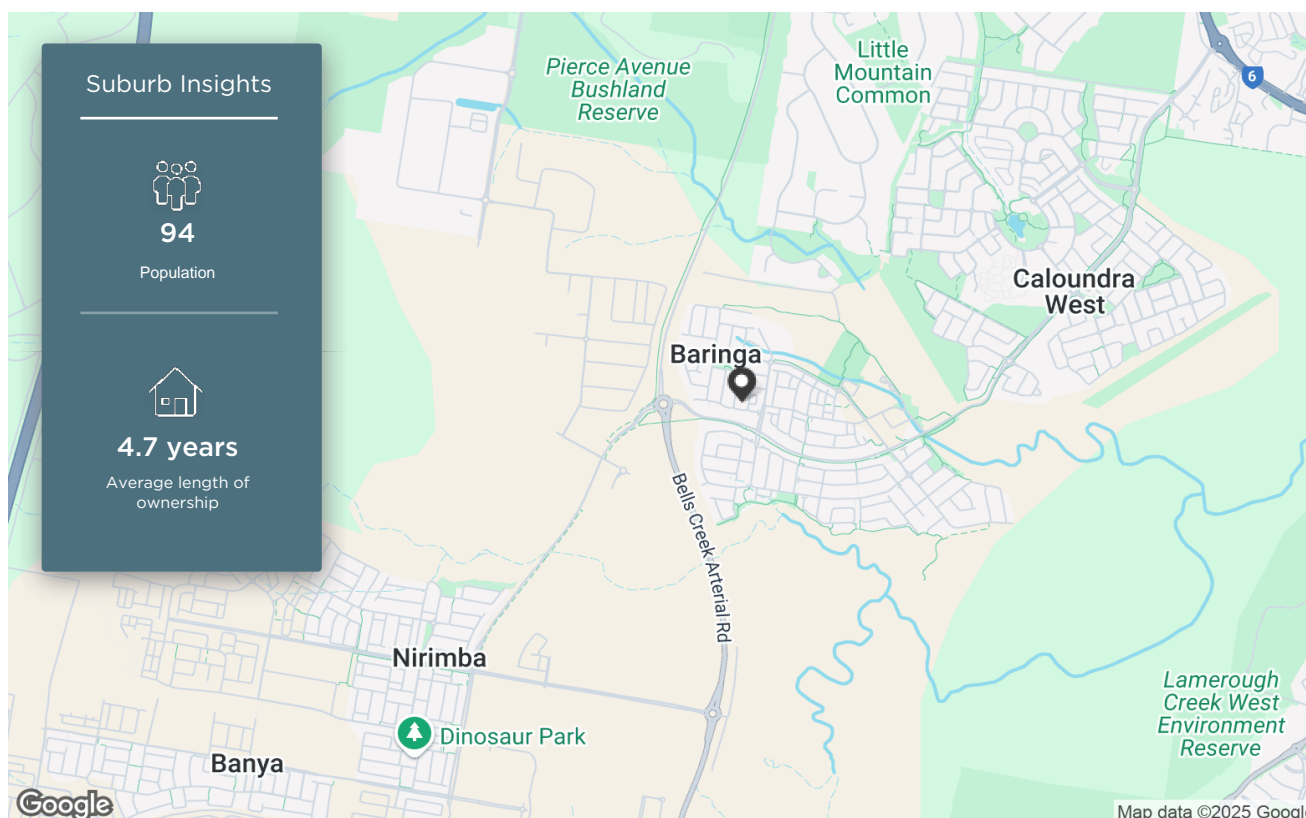 Suburb Insights
94
Population
4.7 years
Average length of
ownership
Pierce Avenue
Bushland
Reserve
Little
Mountain
Common
6
Caloundra
West
Baringa
Bells Creek Arterial Rd
Nirimba
Dinosaur Park
Banya
Lamerough
Creek West
Environment
Reserve
Google
Map data ©2025 Google